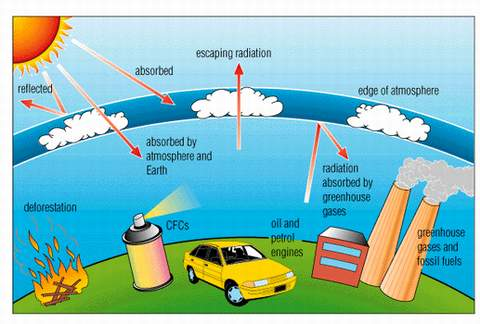 escaping radiation
absorbed
reflected
edge of atmosphere
absorbed by
atmosphere and
Earth
radiation
absorbed by
greenhouse
gases
deforestation
CFCs
oil and
petrol
engines
greenhouse
gases and
fossil fuels